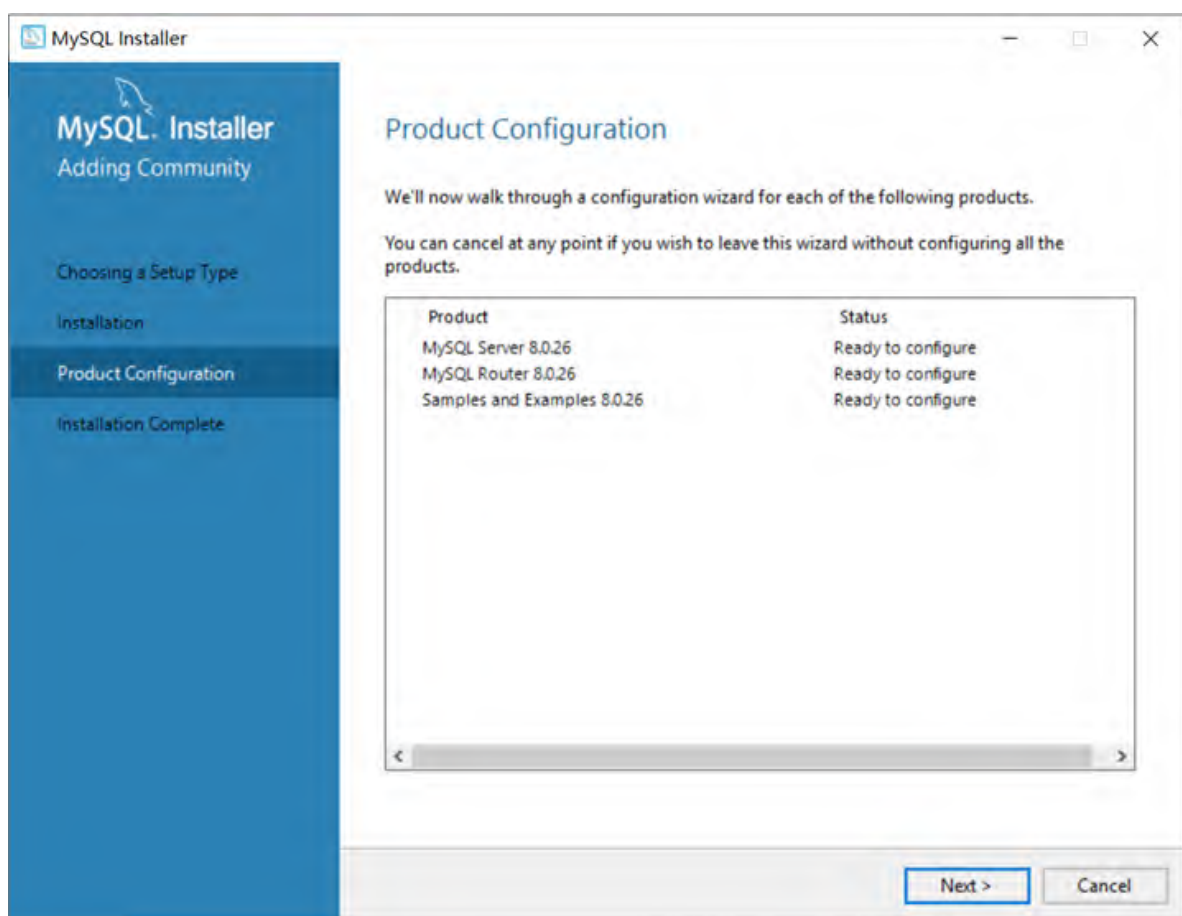 MySQL Installer
MySQL. Installer
Adding Community
Choosing a Setup Type
Installation
Product Configuration
Installation Complete
Product Configuration
We'll now walk through a configuration wizard for each of the following products.
You can cancel at any point if you wish to leave this wizard without configuring all the
products.
Product Status
MySQL Server 8.0.26 Ready to configure
MySQL Router 8.0.26 Ready to configure
Samples and Examples 8.0.26 Ready to configure
Next > Cancel